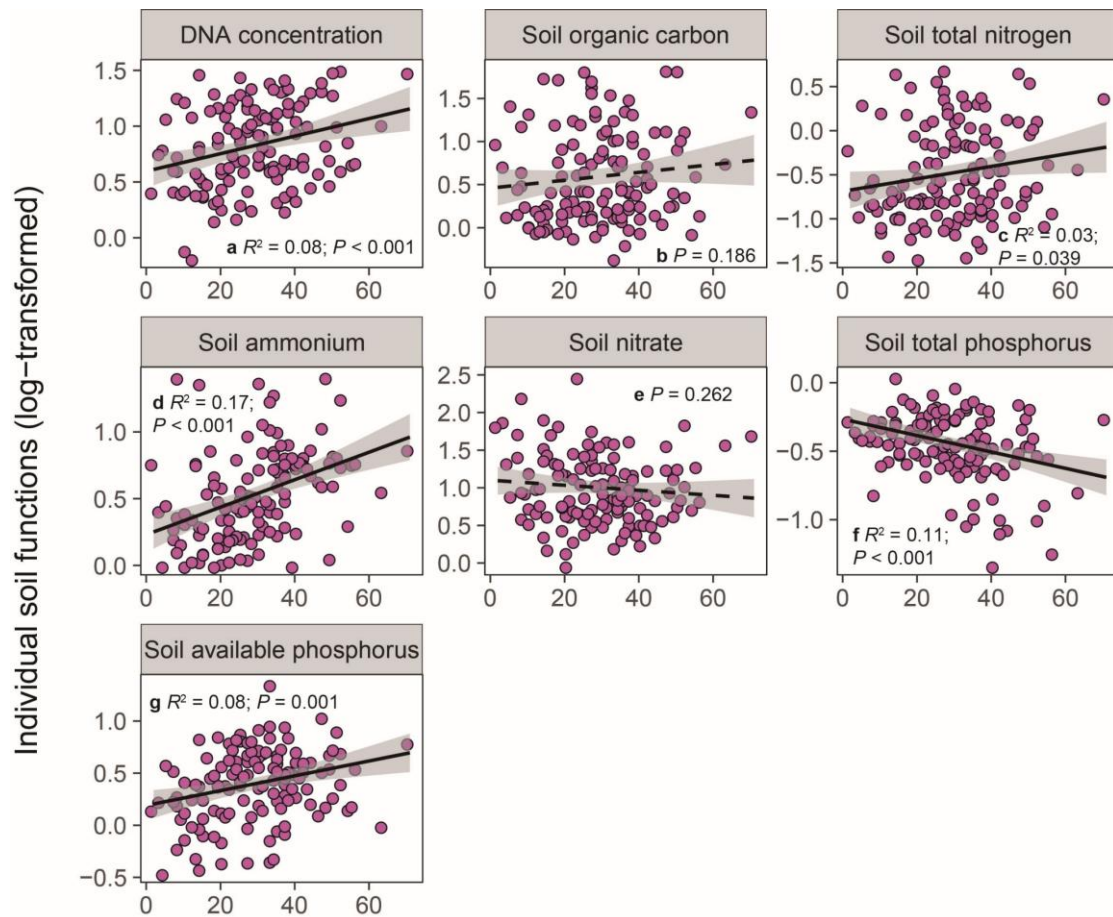 Individual soil functions (log−transformed)
DNA concentration
1.5
1.0
0.5
0.0
a R² = 0.08; P < 0.001
0 20 40 60
Soil organic carbon
1.5
1.0
0.5
0.0
b P = 0.186
0 20 40 60
Soil total nitrogen
0.5
0.0
−0.5
−1.0
−1.5
c R² = 0.03;
P = 0.039
0 20 40 60
Soil ammonium
1.0
0.5
0.0
d R² = 0.17;
P < 0.001
0 20 40 60
Soil nitrate
2.5
2.0
1.5
1.0
0.5
0.0
e P = 0.262
0 20 40 60
Soil total phosphorus
0.0
−0.5
−1.0
f R² = 0.11;
P < 0.001
0 20 40 60
Soil available phosphorus
1.0
0.5
0.0
−0.5
g R² = 0.08; P = 0.001
0 20 40 60